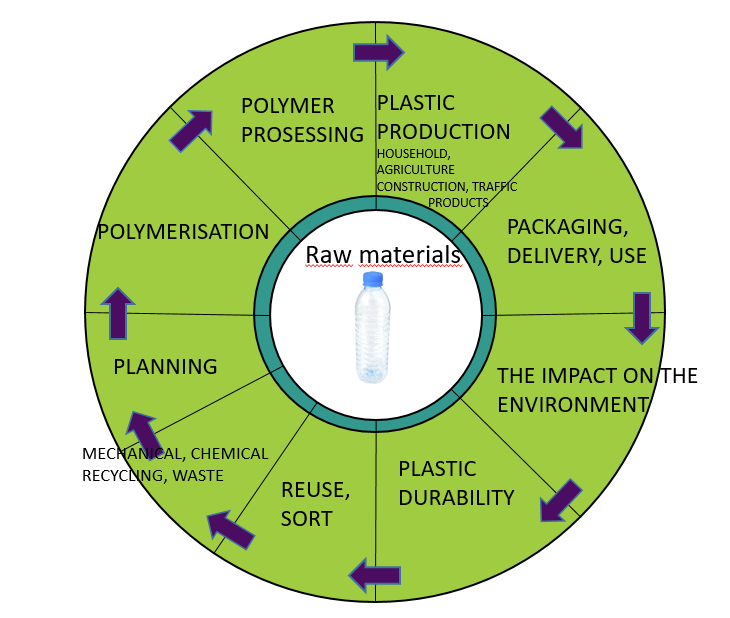 POLYMER
PROSESSING
PLASTIC
PRODUCTION
HOUSEHOLD,
AGRICULTURE
CONSTRUCTION, TRAFFIC
PRODUCTS
PACKAGING,
DELIVERY, USE
THE IMPACT ON THE
ENVIRONMENT
PLASTIC
DURABILITY
REUSE,
SORT
MECHANICAL, CHEMICAL
RECYCLING, WASTE
PLANNING
POLYMERISATION
Raw materials